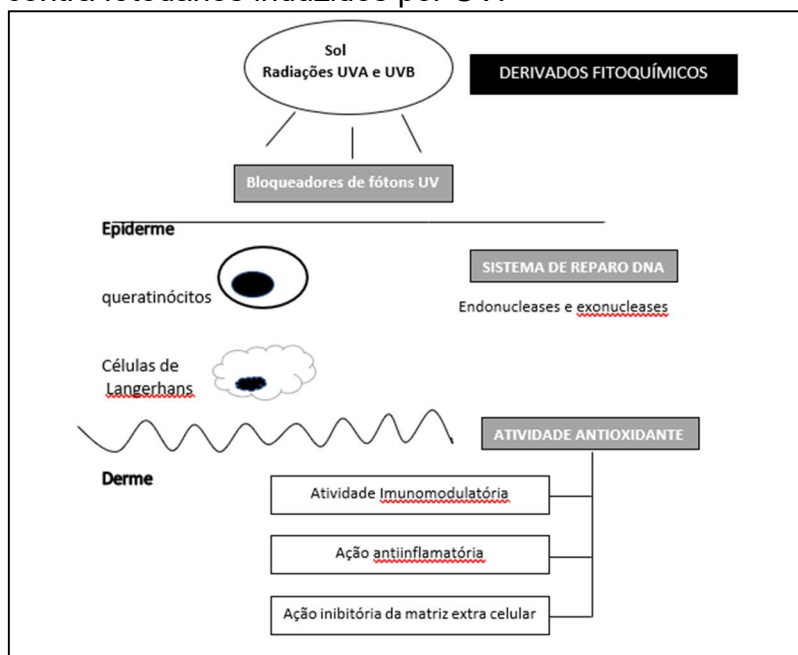 contra fotodanos induzidos por UV.
Sol
Radiações UVA e UVB
DERIVADOS FITOQUÍMICOS
Bloqueadores de fótons UV
Epiderme
SISTEMA DE REPARO DNA
queratinócitos
Endonucleases e exonucleases
Células de
Langerhans
ATIVIDADE ANTIOXIDANTE
Derme
Atividade Imunomodulatória
Ação antiinflamatória
Ação inibitória da matriz extra celular